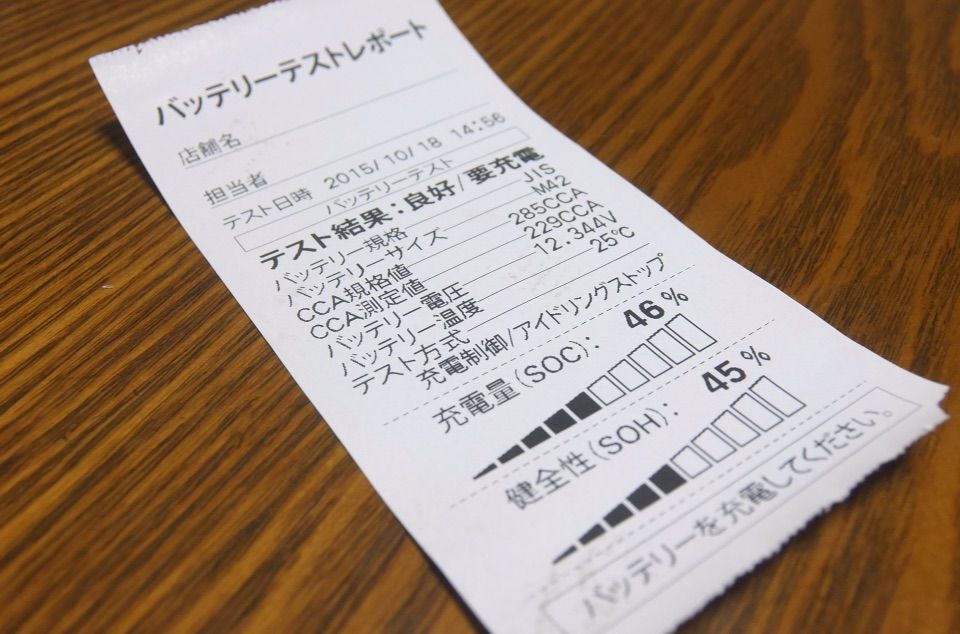 バッテリーテストレポート
店舗名
担当者
テスト日時 2015/10/18 14:56
バッテリーテスト
テスト結果:良好/要充電
バッテリー規格 JIS
バッテリーサイズ M42
CCA規格値 285CCA
CCA測定値 229CCA
バッテリー電圧 12.344V
バッテリー温度 25℃
テスト方式
充電制御/アイドリングストップ
充電量(SOC): 46%
健全性(SOH): 45%
バッテリーを充電してください。